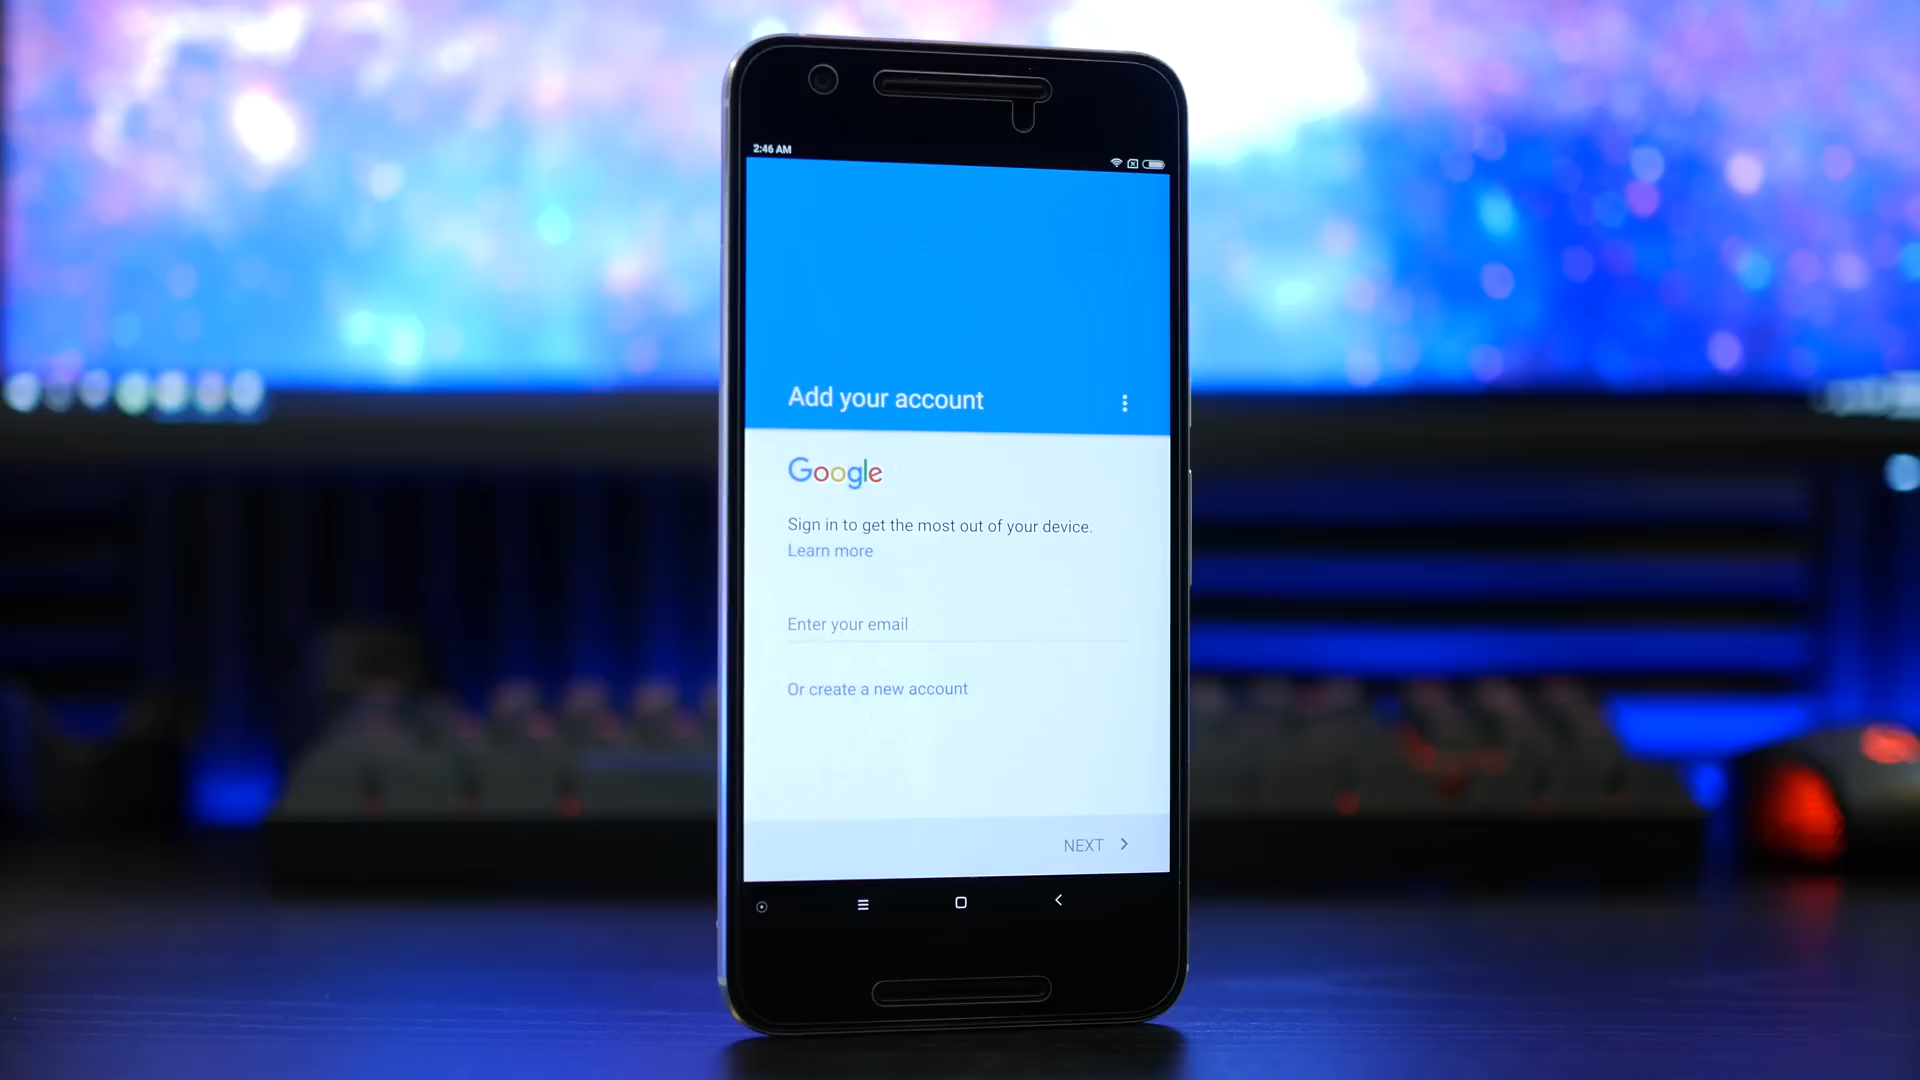 2:46 AM
Add your account
Google
Sign in to get the most out of your device.
Learn more
Enter your email
Or create a new account
NEXT